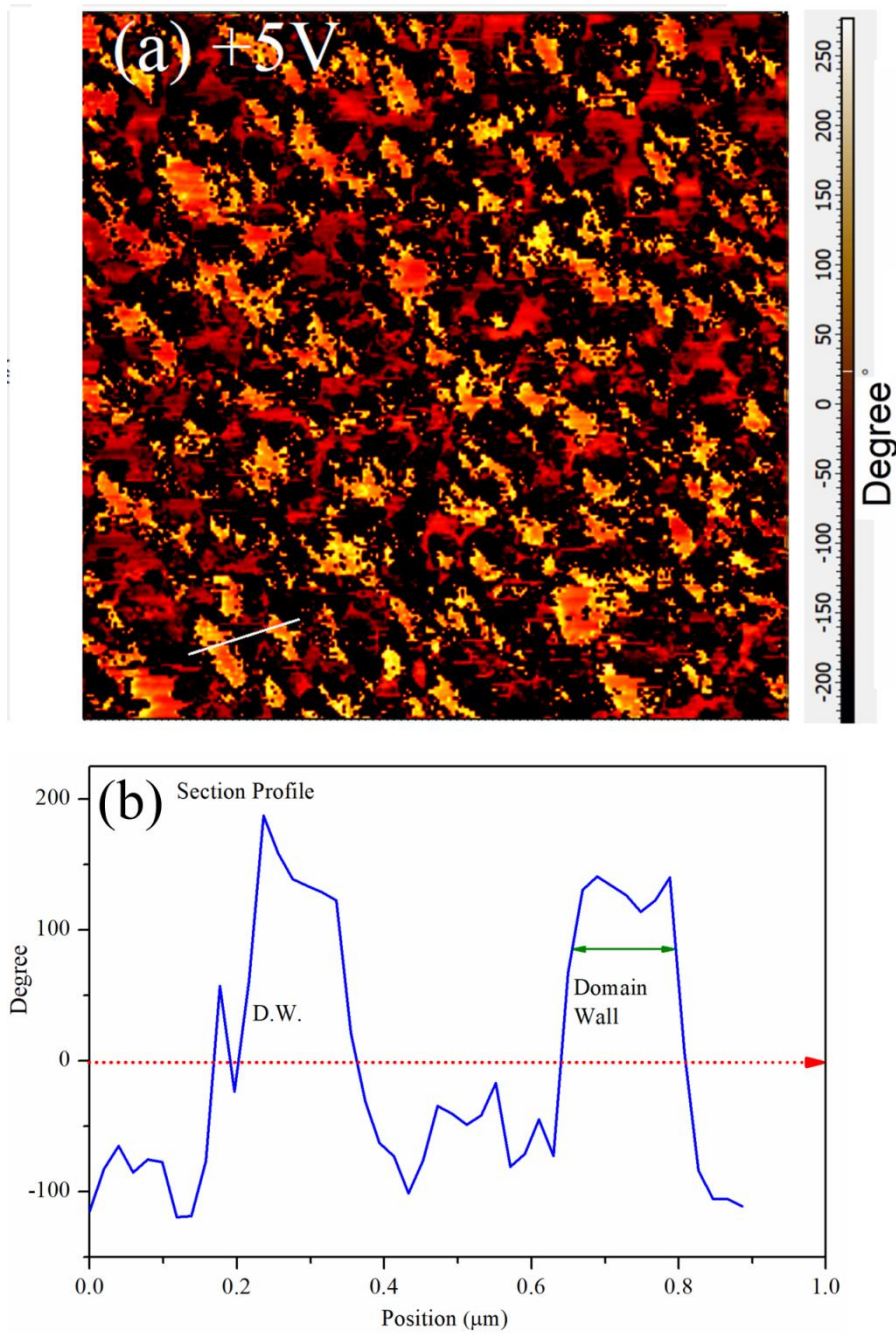 (a) +5V
250
200
150
100
50
0
-50
-100
-150
-200
Degree °
(b)
Section Profile
200
100
0
-100
Degree
D.W.
Domain
Wall
0.0 0.2 0.4 0.6 0.8 1.0
Position (μm)